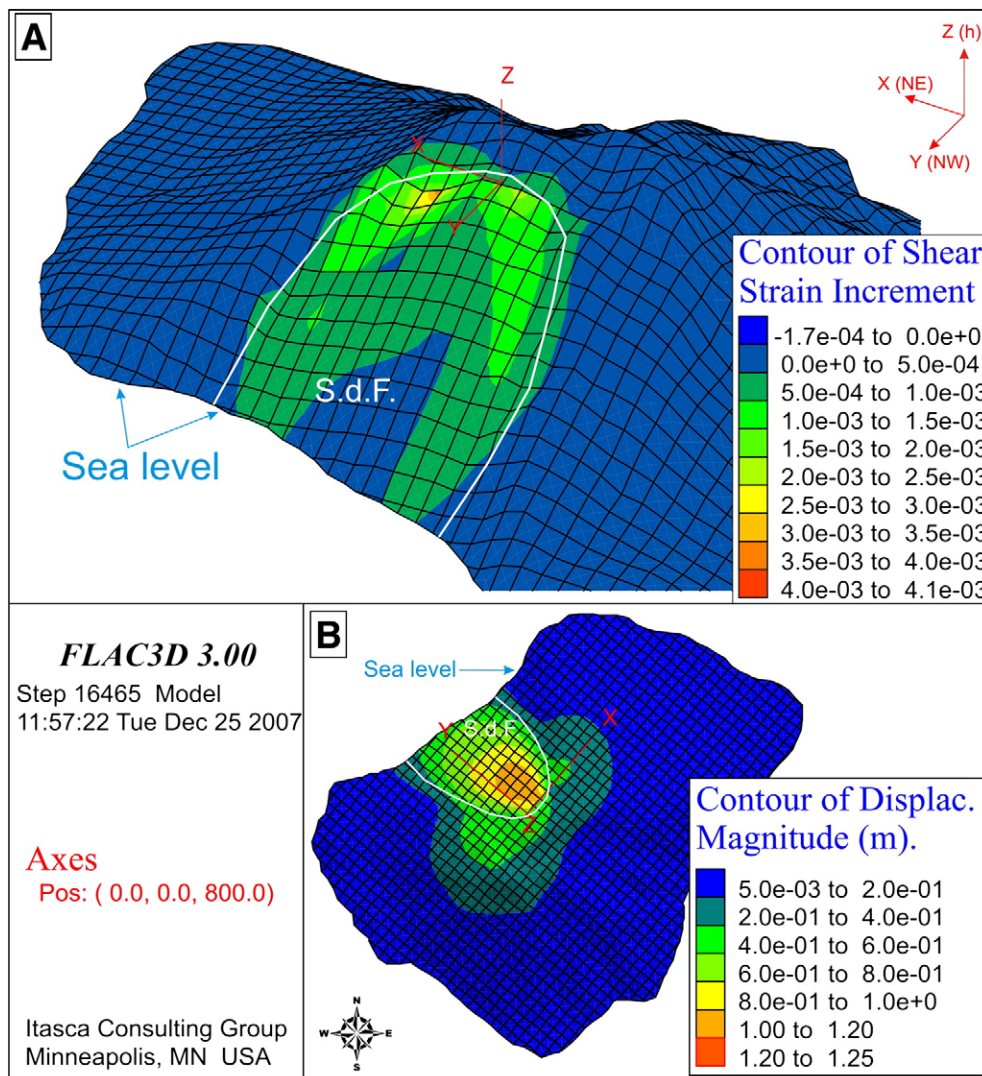 A
Z (h)
X (NE)
Y (NW)
Z
X
Y
S.d.F.
Sea level
Contour of Shear
Strain Increment
-1.7e-04 to 0.0e+0
0.0e+0 to 5.0e-04
5.0e-04 to 1.0e-03
1.0e-03 to 1.5e-03
1.5e-03 to 2.0e-03
2.0e-03 to 2.5e-03
2.5e-03 to 3.0e-03
3.0e-03 to 3.5e-03
3.5e-03 to 4.0e-03
4.0e-03 to 4.1e-03
FLAC3D 3.00
Step 16465 Model
11:57:22 Tue Dec 25 2007
Axes
Pos: ( 0.0, 0.0, 800.0)
Itasca Consulting Group
Minneapolis, MN USA
B
Sea level
Y
S.d.F
X
Z
N
W E
S
Contour of Displac.
Magnitude (m).
5.0e-03 to 2.0e-01
2.0e-01 to 4.0e-01
4.0e-01 to 6.0e-01
6.0e-01 to 8.0e-01
8.0e-01 to 1.0e+0
1.00 to 1.20
1.20 to 1.25